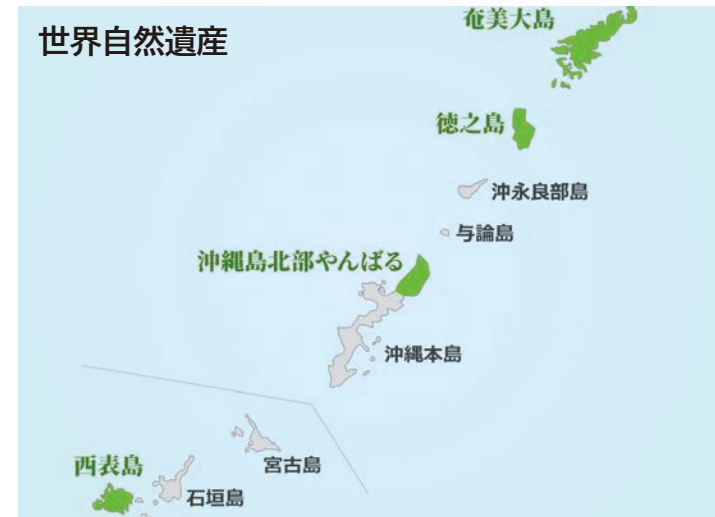 世界自然遺産
奄美大島
徳之島
沖永良部島
与論島
沖縄島北部やんばる
沖縄本島
宮古島
西表島
石垣島